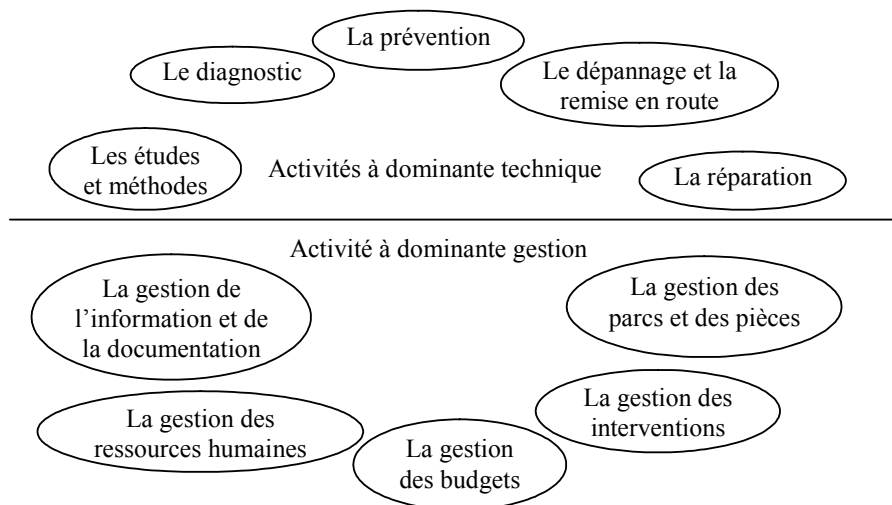 La prévention
Le diagnostic
Le dépannage et la
remise en route
Les études
et méthodes
Activités à dominante technique
La réparation
Activité à dominante gestion
La gestion de
l’information et de
la documentation
La gestion des
parcs et des pièces
La gestion des
ressources humaines
La gestion
des budgets
La gestion des
interventions